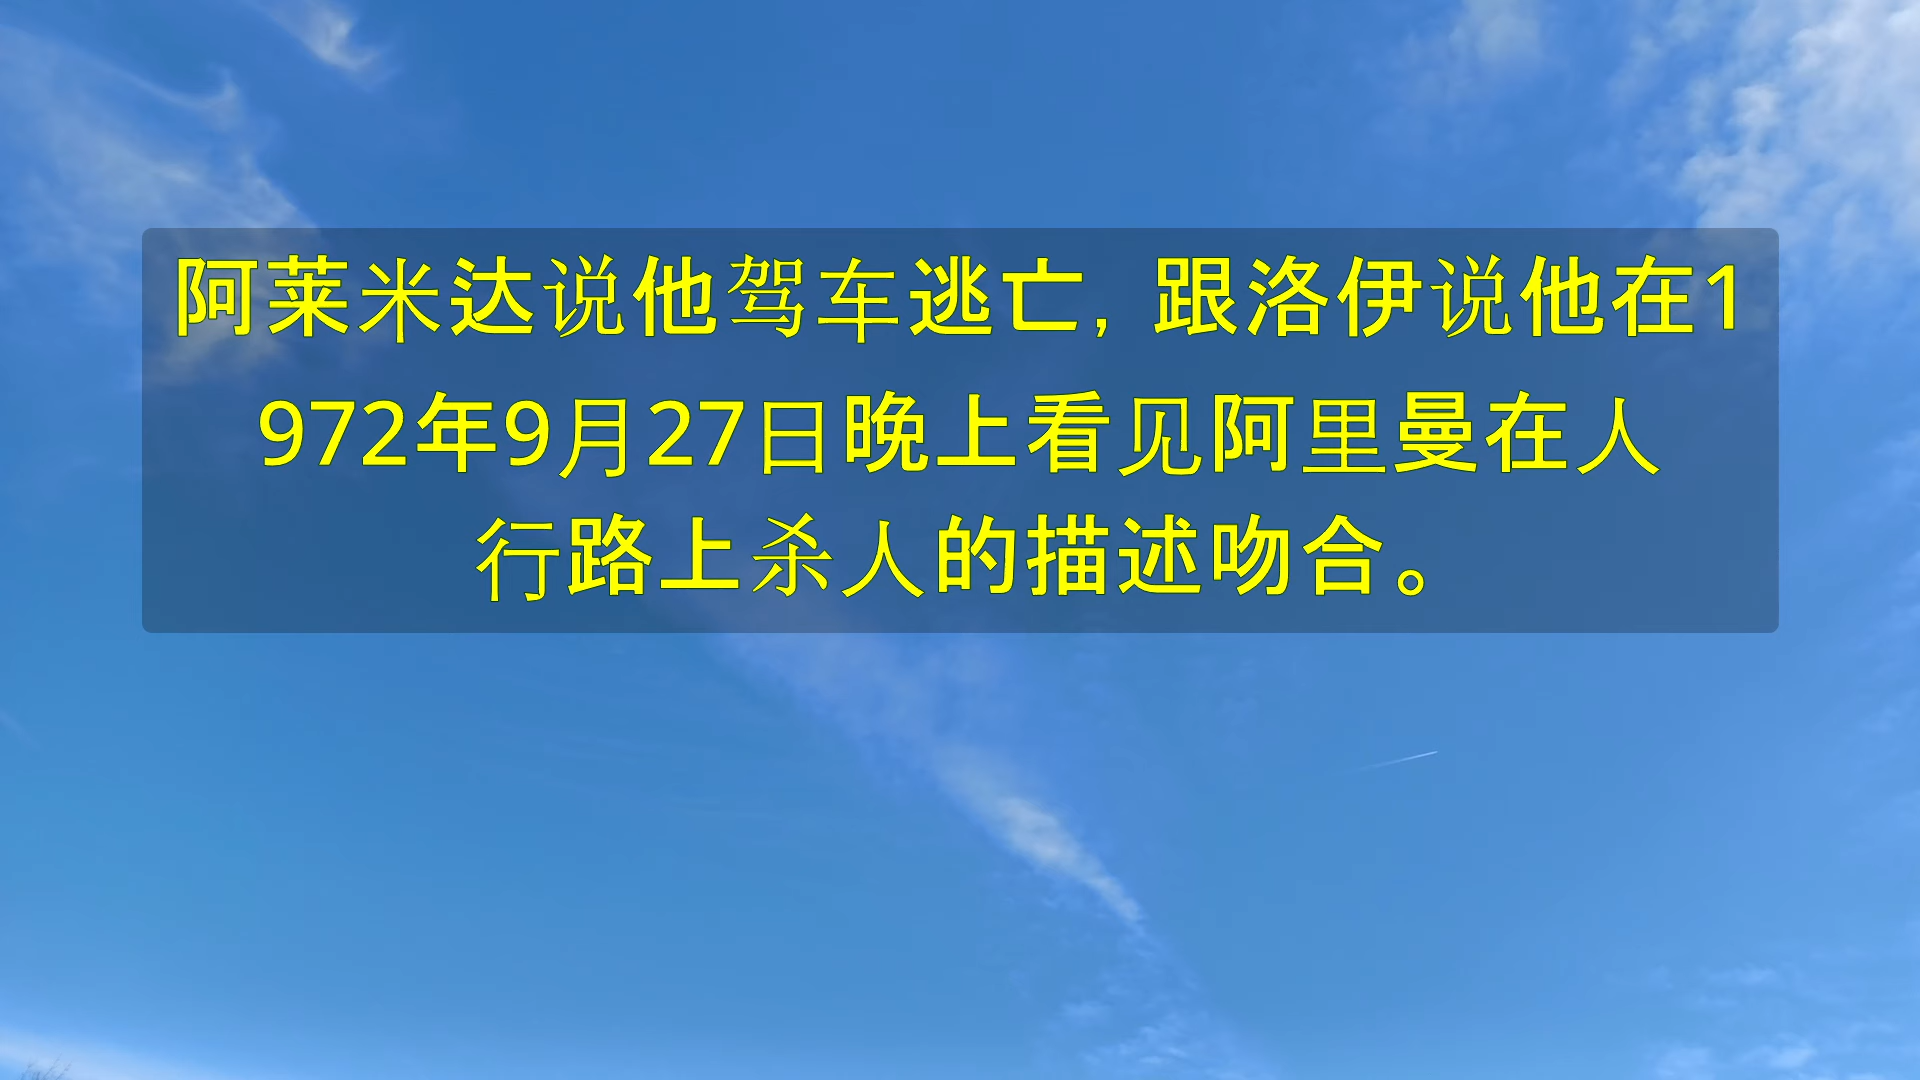 阿莱米达说他驾车逃亡，跟洛伊说他在1
972年9月27日晚上看见阿里曼在人
行路上杀人的描述吻合。